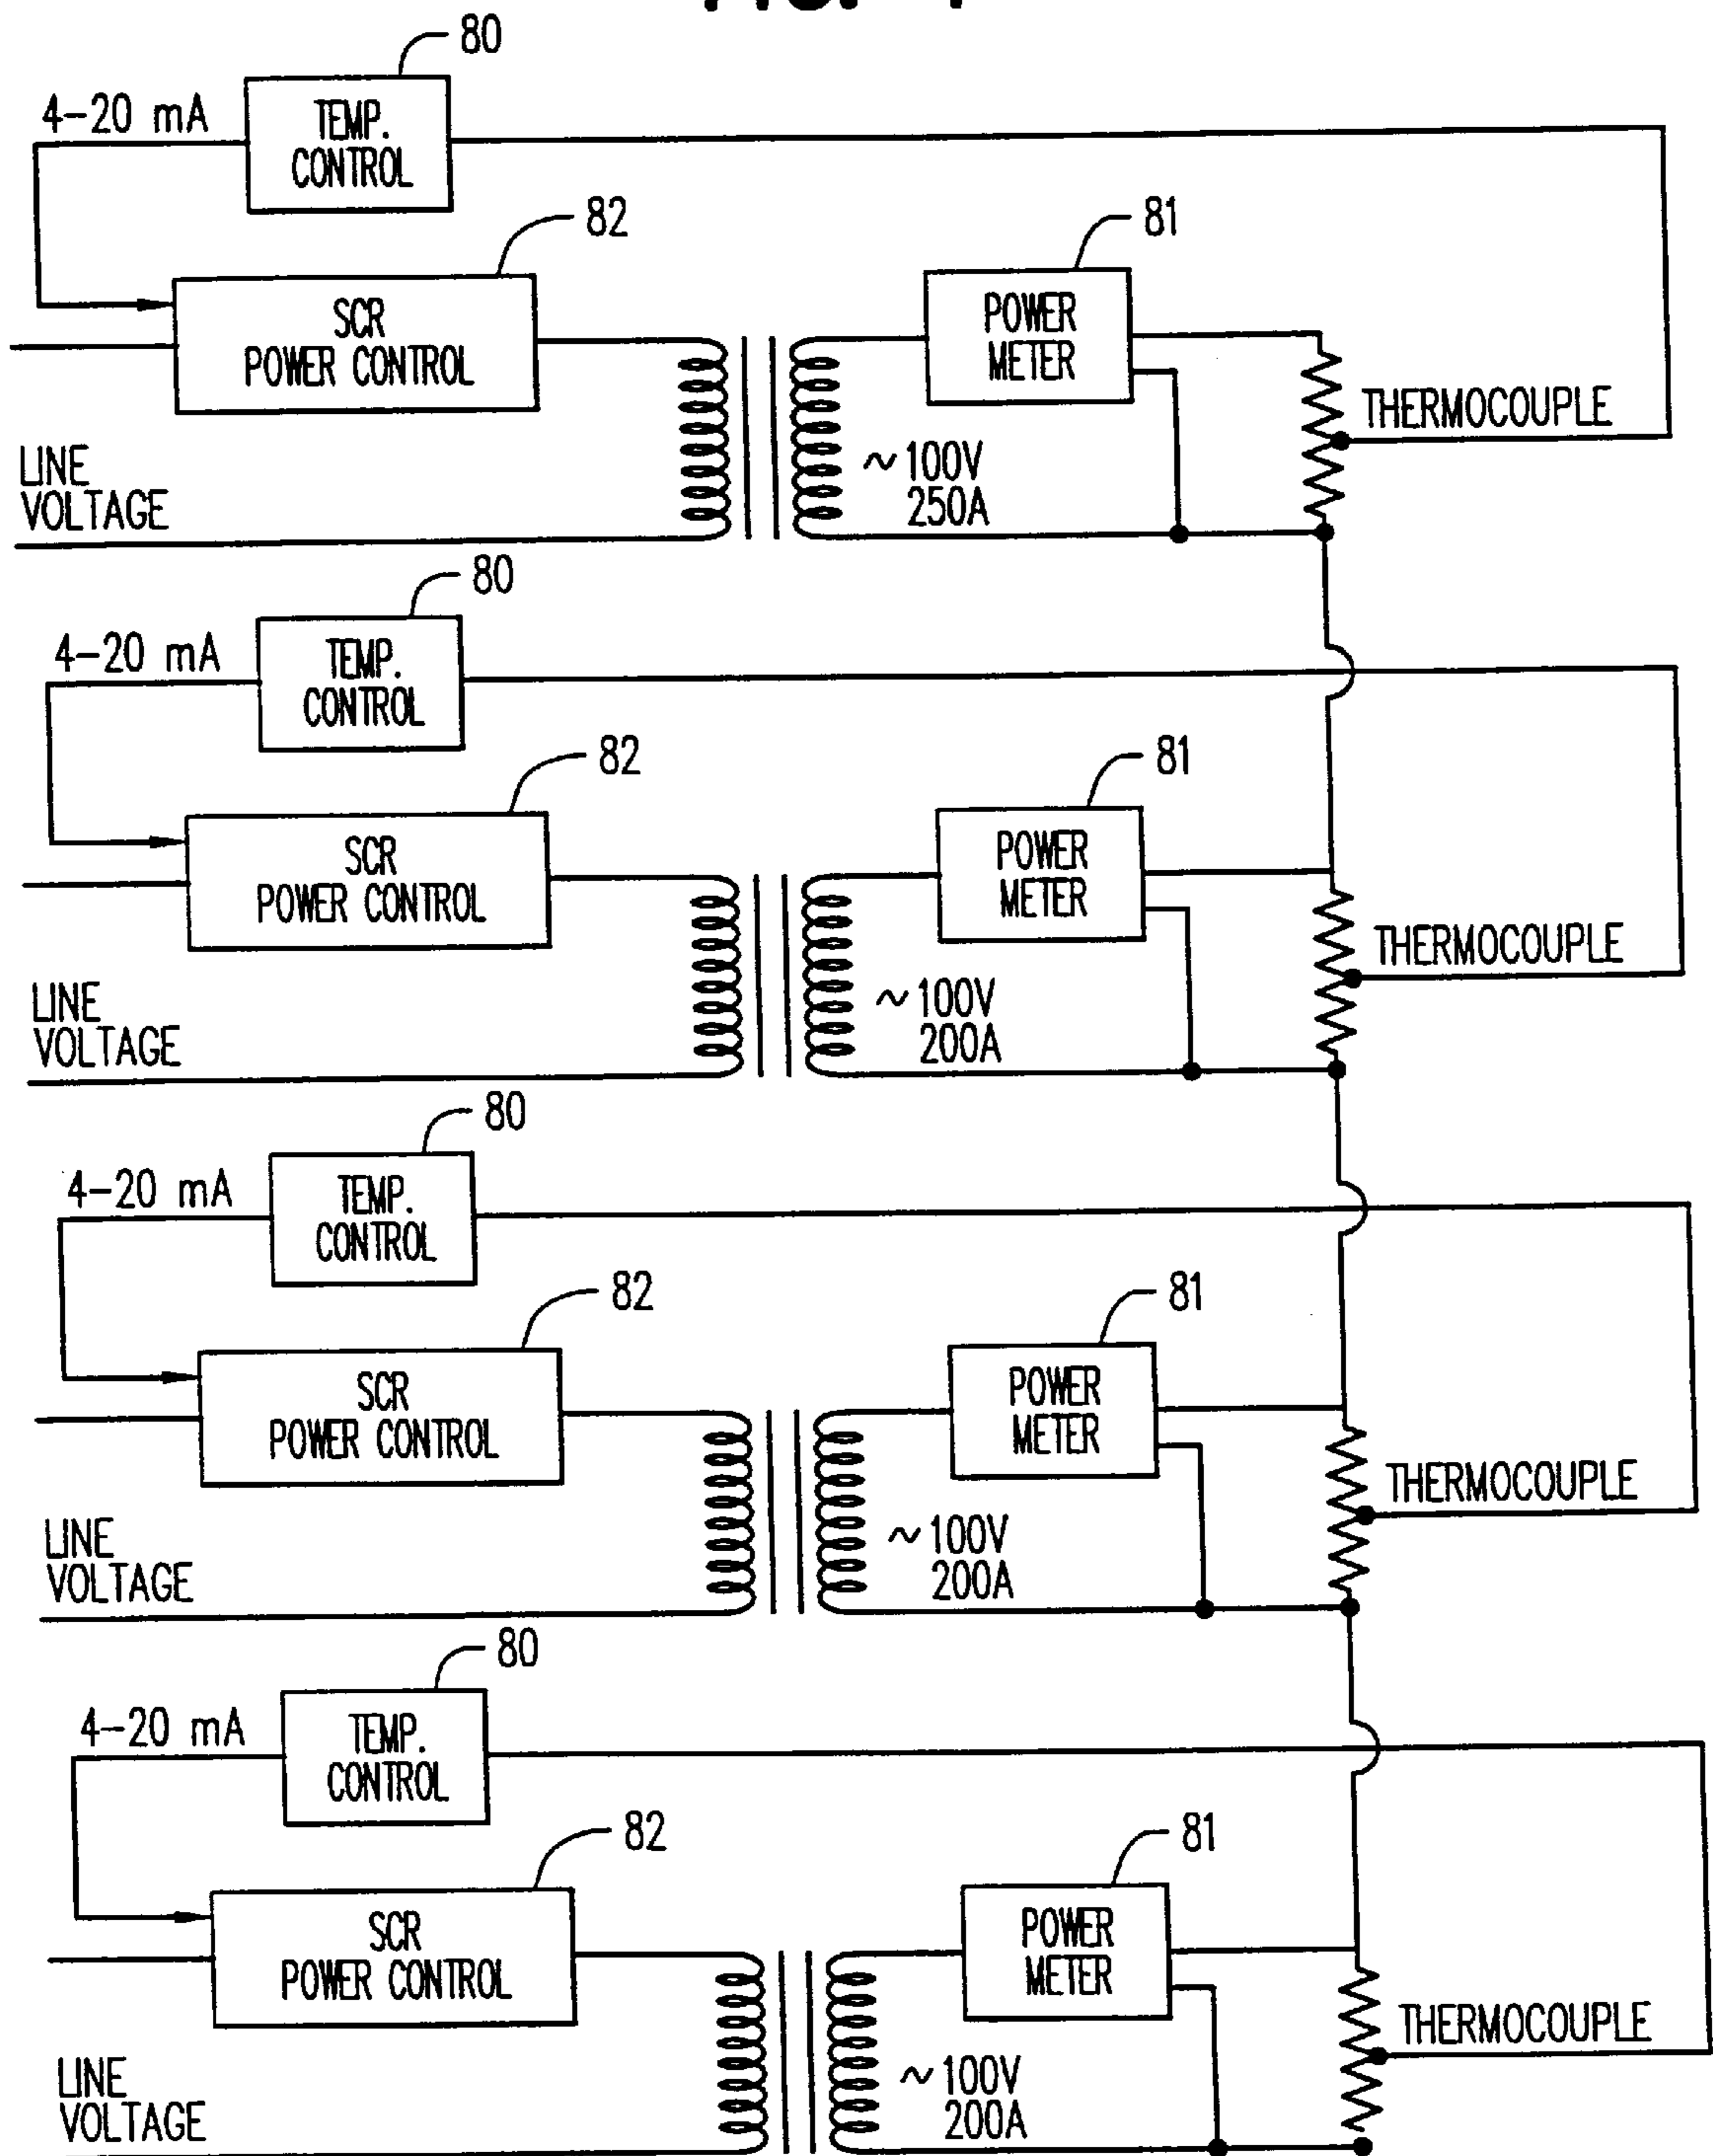 80
4-20 mA
TEMP.
CONTROL
82
81
SCR
POWER CONTROL
POWER
METER
THERMOCOUPLE
LINE
VOLTAGE
~100V
250A
80
4-20 mA
TEMP.
CONTROL
82
81
SCR
POWER CONTROL
POWER
METER
THERMOCOUPLE
LINE
VOLTAGE
~100V
200A
80
4-20 mA
TEMP.
CONTROL
82
81
SCR
POWER CONTROL
POWER
METER
THERMOCOUPLE
LINE
VOLTAGE
~100V
200A
80
4-20 mA
TEMP.
CONTROL
82
81
SCR
POWER CONTROL
POWER
METER
THERMOCOUPLE
LINE
VOLTAGE
~100V
200A